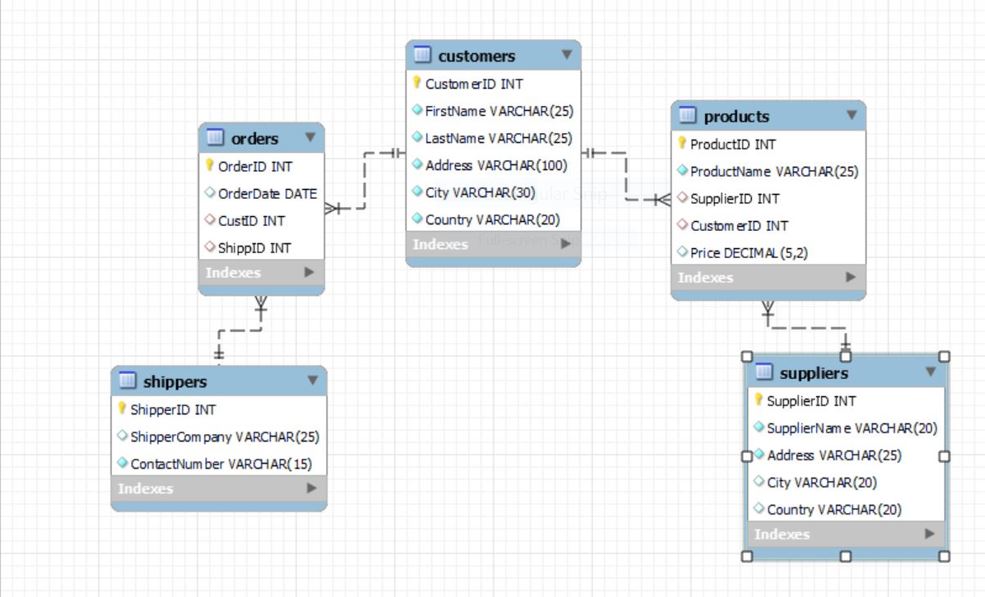 customers
CustomerID INT
FirstName VARCHAR(25)
LastName VARCHAR(25)
Address VARCHAR(100)
City VARCHAR(30)
Country VARCHAR(20)
Indexes
orders
OrderID INT
OrderDate DATE
CustID INT
ShippID INT
Indexes
products
ProductID INT
ProductName VARCHAR(25)
SupplierID INT
CustomerID INT
Price DECIMAL(5,2)
Indexes
shippers
ShipperID INT
ShipperCompany VARCHAR(25)
ContactNumber VARCHAR(15)
Indexes
suppliers
SupplierID INT
SupplierName VARCHAR(20)
Address VARCHAR(25)
City VARCHAR(20)
Country VARCHAR(20)
Indexes